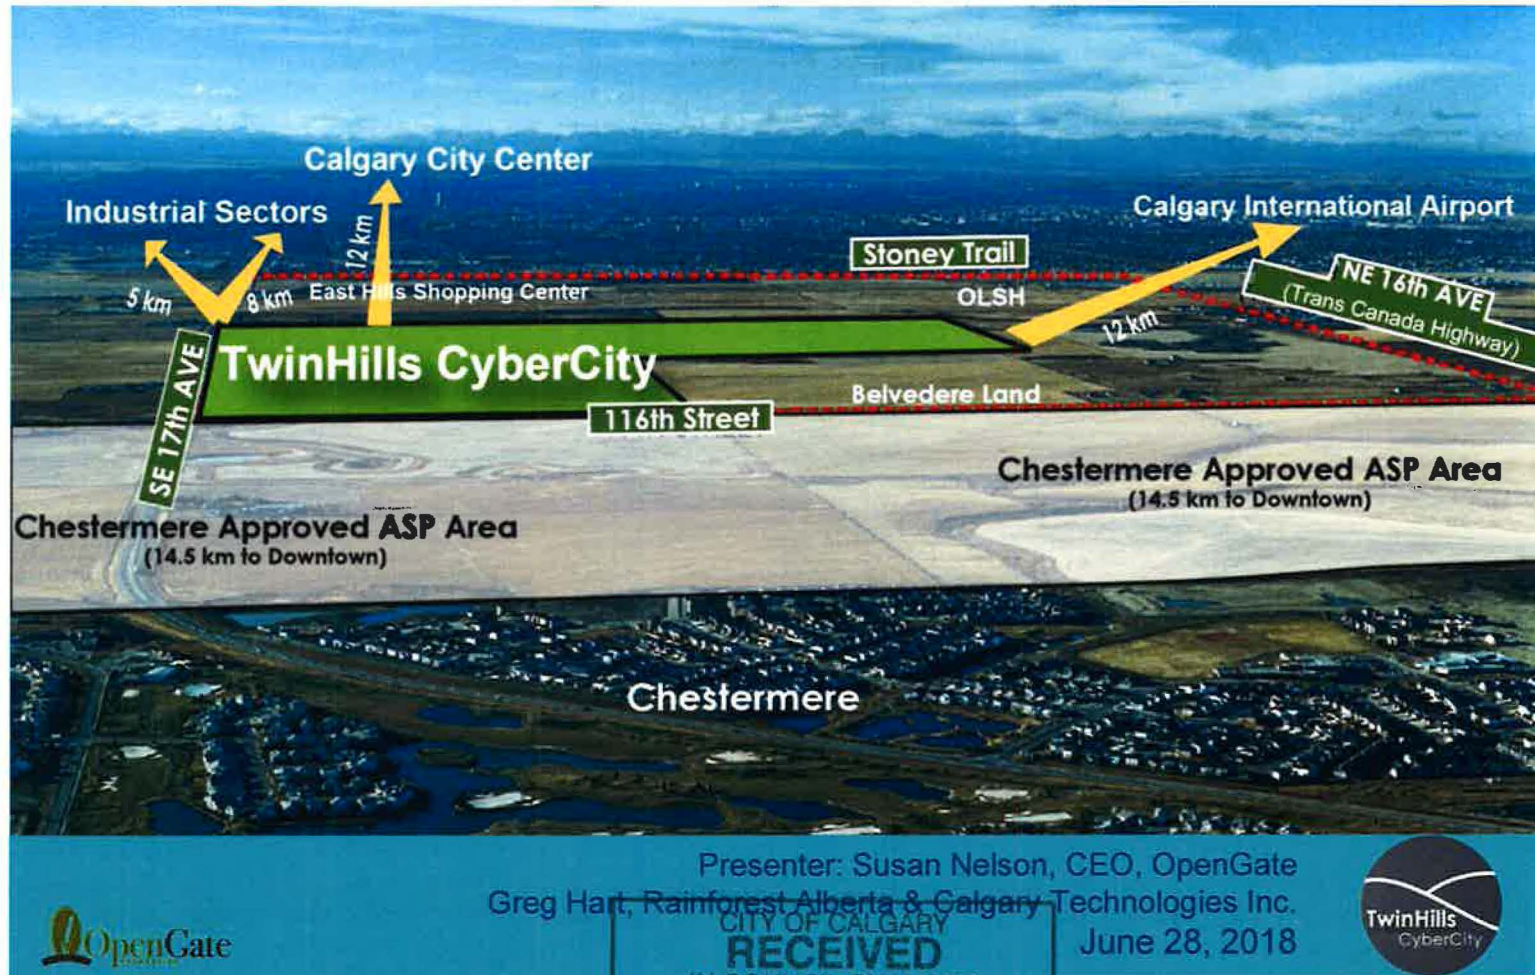 Calgary City Center
Industrial Sectors
Calgary International Airport
12 km
Stoney Trail
NE 16th AVE
(Trans Canada Highway)
5 km
8 km
East Hills Shopping Center
OLSH
12 km
TwinHills CyberCity
SE 17th AVE
Belvedere Land
116th Street
Chestermere Approved ASP Area
(14.5 km to Downtown)
Chestermere Approved ASP Area
(14.5 km to Downtown)
Chestermere
Presenter: Susan Nelson, CEO, OpenGate
Greg Hart, Rainforest Alberta & Calgary Technologies Inc.
June 28, 2018
CITY OF CALGARY
RECEIVED
OpenGate
TwinHills
CyberCity